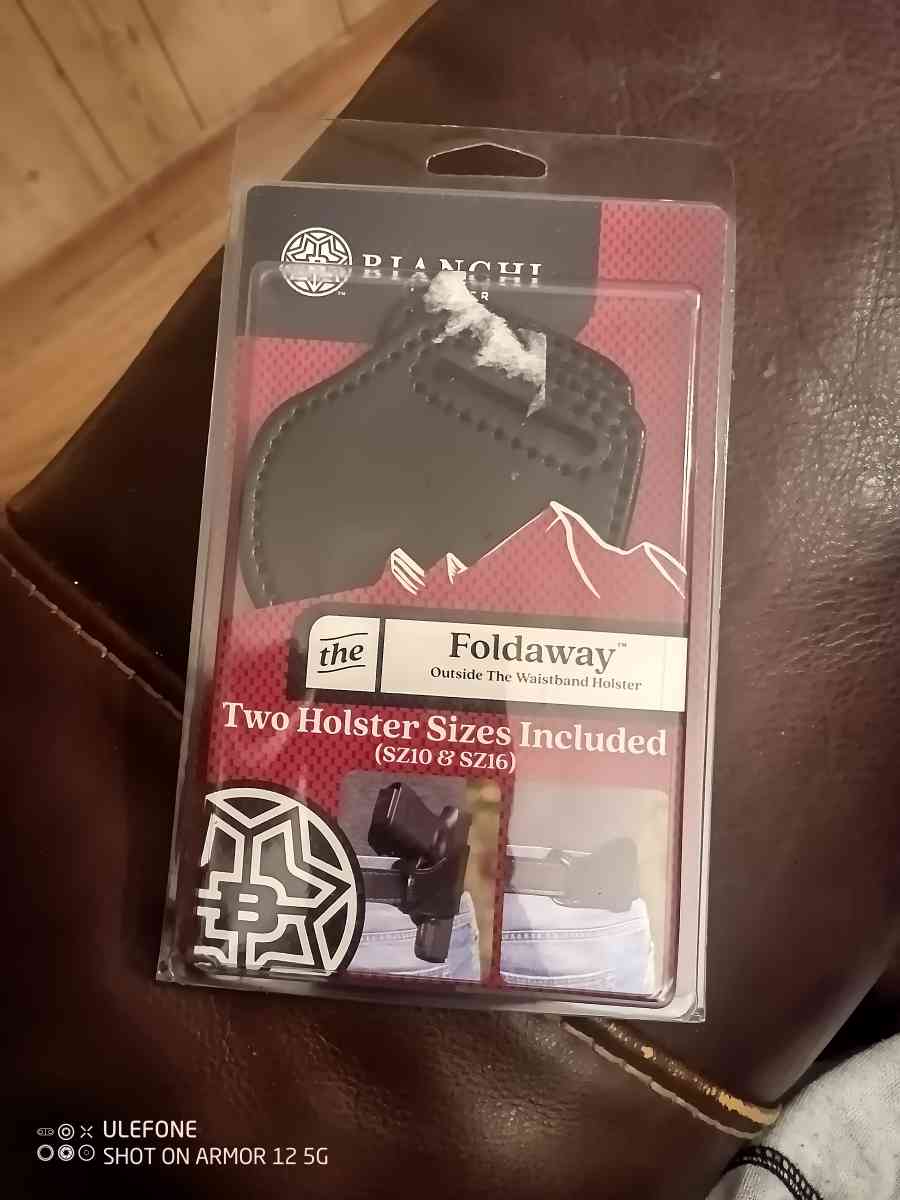 BIANCHI
the
Foldaway™
Outside The Waistband Holster
Two Holster Sizes Included
(SZ10 & SZ16)
B
ULEFONE
SHOT ON ARMOR 12 5G